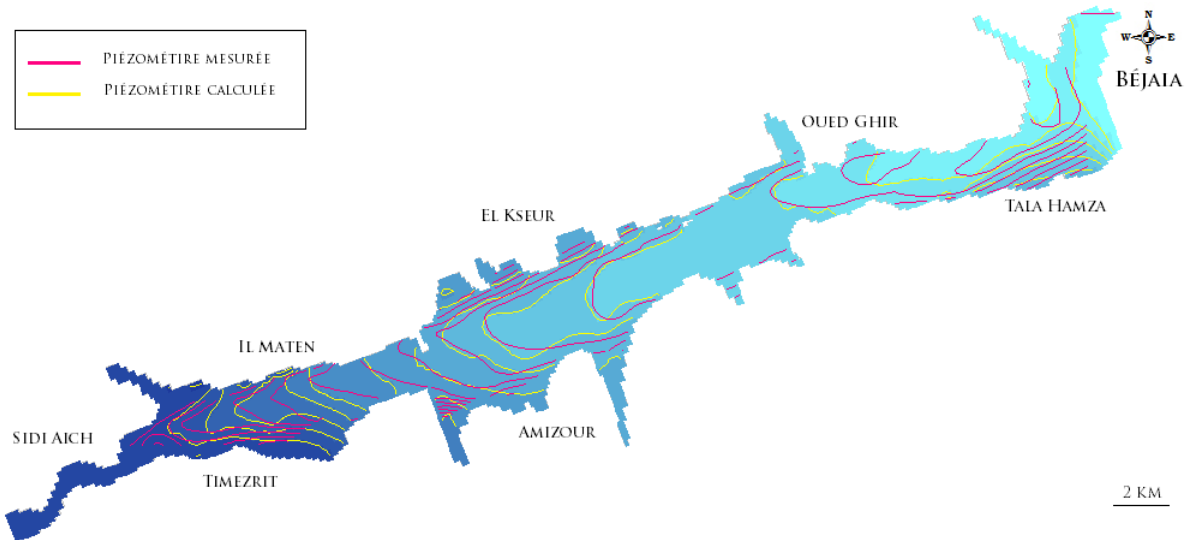 Piézométire mesurée
Piézométire calculée
N
W E
S
Béjaia
Oued Ghir
Tala Hamza
El Kseur
Il Maten
Amizour
Sidi Aich
Timezrit
2 km